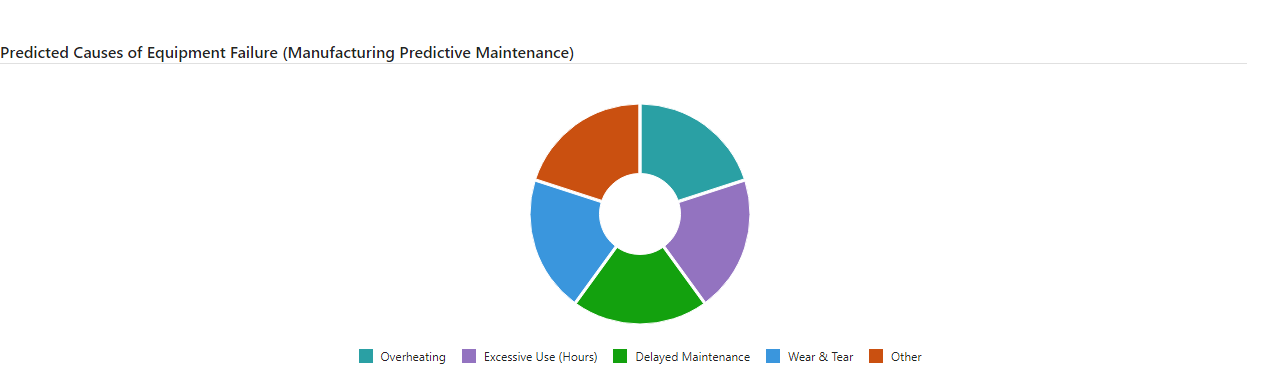 Predicted Causes of Equipment Failure (Manufacturing Predictive Maintenance)
Overheating Excessive Use (Hours) Delayed Maintenance Wear & Tear Other